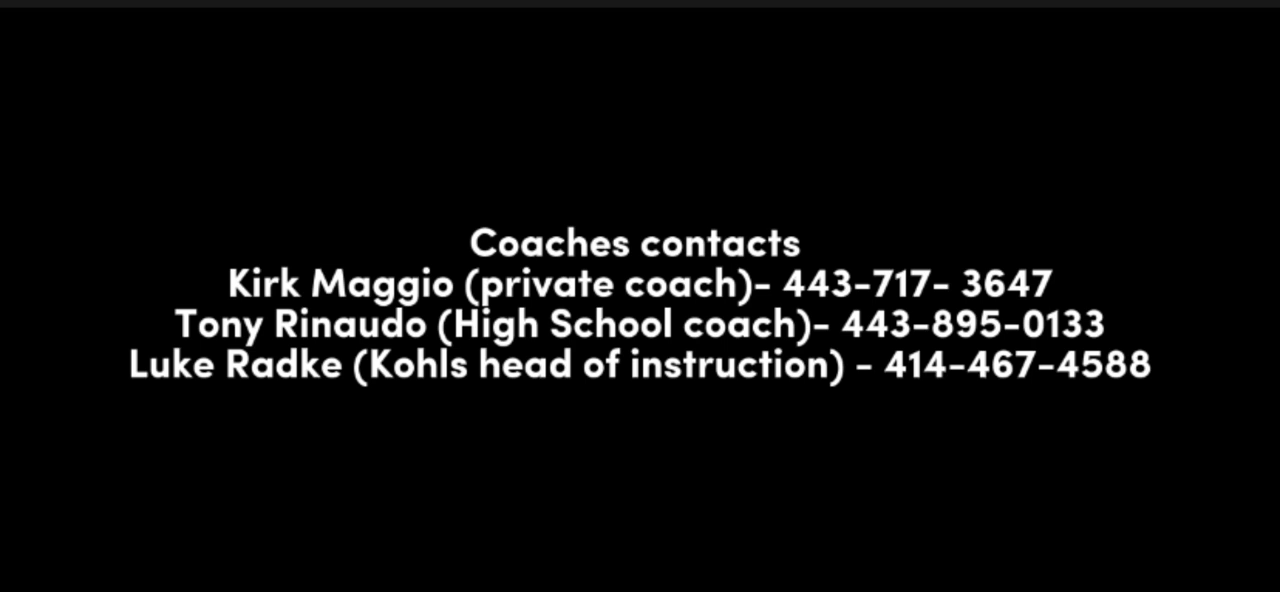 Coaches contacts
Kirk Maggio (private coach)- 443-717- 3647
Tony Rinaudo (High School coach)- 443-895-0133
Luke Radke (Kohls head of instruction) - 414-467-4588